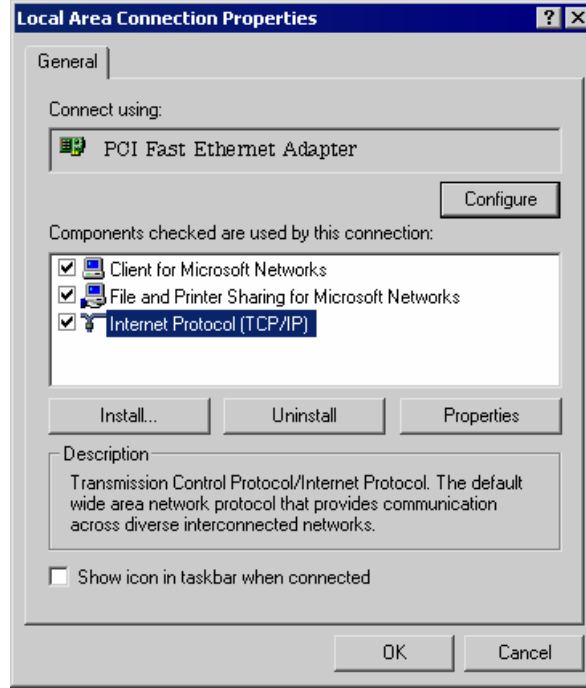 Local Area Connection Properties
General
Connect using:
PCI Fast Ethernet Adapter
Configure
Components checked are used by this connection:
Client for Microsoft Networks
File and Printer Sharing for Microsoft Networks
Internet Protocol (TCP/IP)
Install... Uninstall Properties
Description
Transmission Control Protocol/Internet Protocol. The default
wide area network protocol that provides communication
across diverse interconnected networks.
Show icon in taskbar when connected
OK Cancel